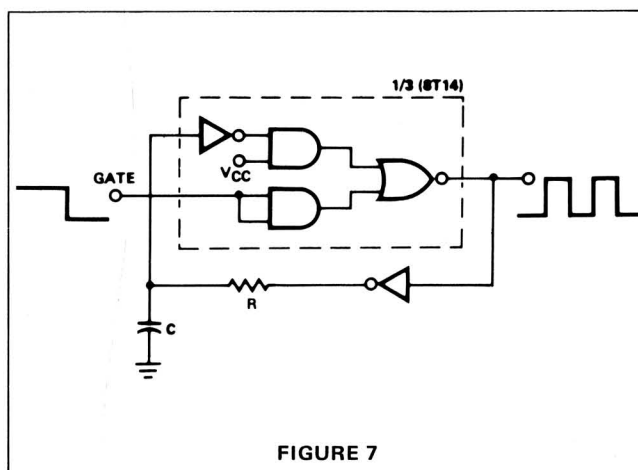 1/3 (8T14)
VCC
GATE
R
C
FIGURE 7